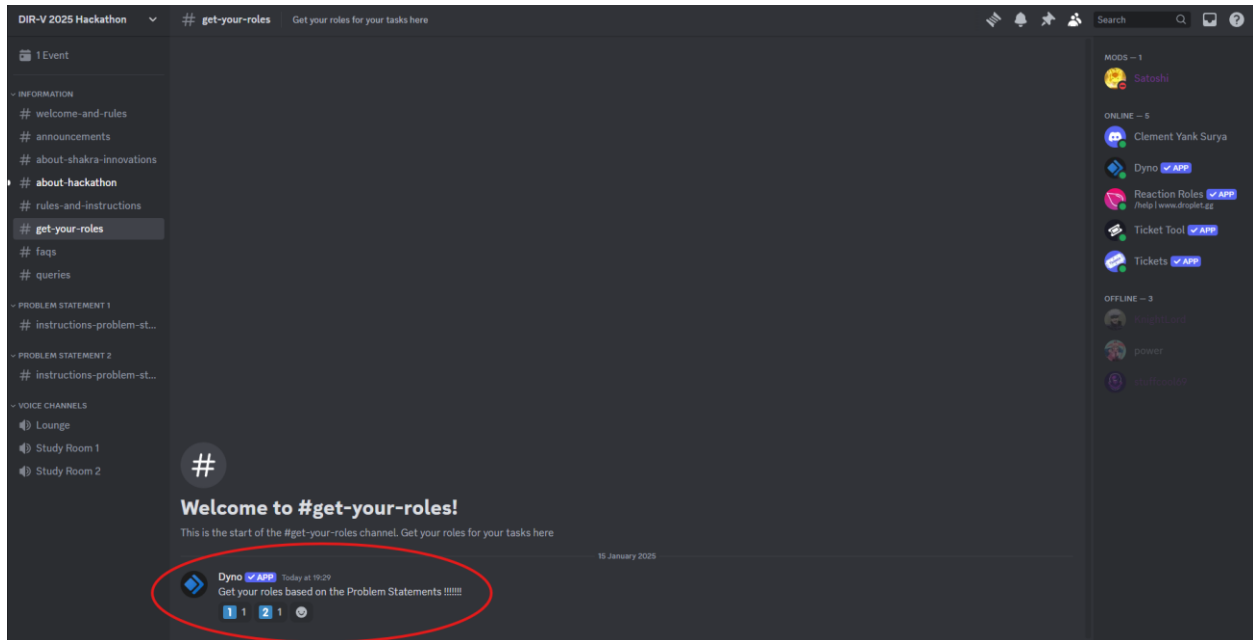 DIR-V 2025 Hackathon
1 Event
INFORMATION
welcome-and-rules
announcements
about-shakra-innovations
about-hackathon
rules-and-instructions
get-your-roles
faqs
queries
PROBLEM STATEMENT 1
instructions-problem-st...
PROBLEM STATEMENT 2
instructions-problem-st...
VOICE CHANNELS
Lounge
Study Room 1
Study Room 2
# get-your-roles Get your roles for your tasks here
Search
#
Welcome to #get-your-roles!
This is the start of the #get-your-roles channel. Get your roles for your tasks here
15 January 2025
Dyno ✓ APP Today at 19:29
Get your roles based on the Problem Statements !!!!!!!
1 1 2 1
MODS — 1
Satoshi
ONLINE — 5
Clement Yank Surya
Dyno ✓ APP
Reaction Roles ✓ APP
/help | www.droplet.gg
Ticket Tool ✓ APP
Tickets ✓ APP
OFFLINE — 3
power